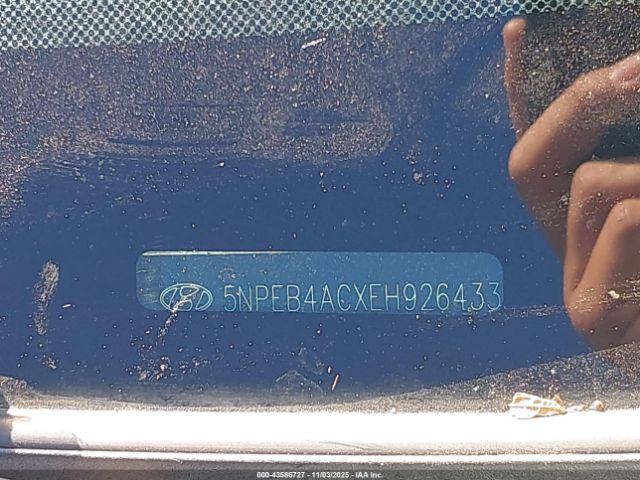 5NPEB4ACXEH926433
000-43586727 - 11/03/2025 - IAA Inc.